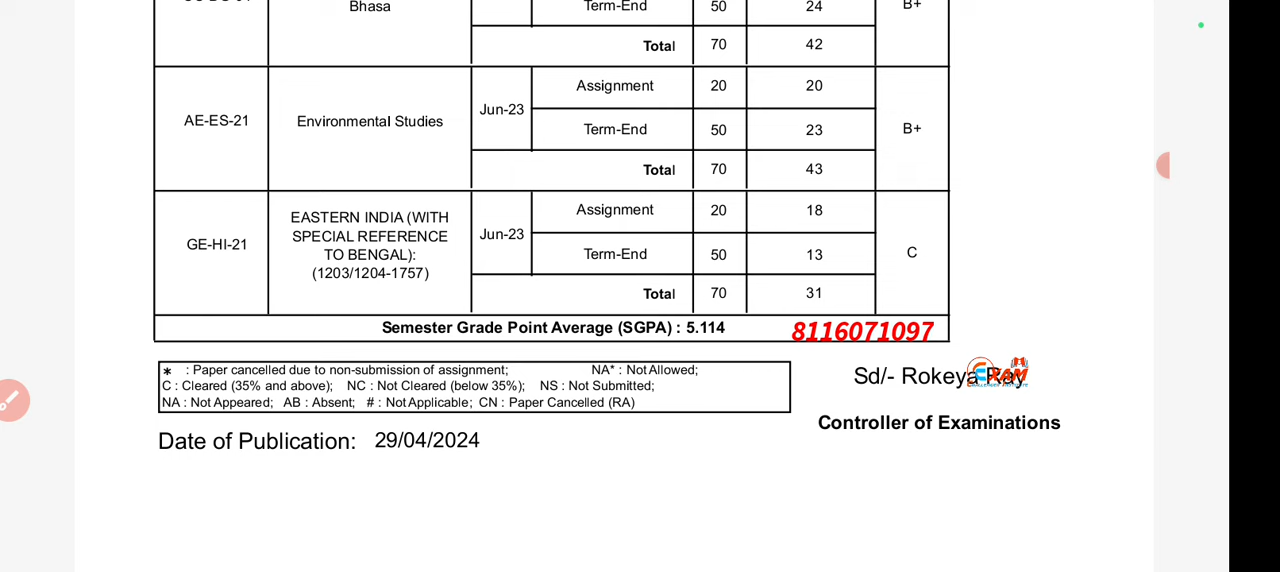 Bhasa Term-End 50 24 B+
Total 70 42
AE-ES-21 Environmental Studies Jun-23 Assignment 20 20 B+
Term-End 50 23
Total 70 43
GE-HI-21 EASTERN INDIA (WITH
SPECIAL REFERENCE
TO BENGAL):
(1203/1204-1757) Jun-23 Assignment 20 18 C
Term-End 50 13
Total 70 31
Semester Grade Point Average (SGPA) : 5.114 8116071097
* : Paper cancelled due to non-submission of assignment; NA* : Not Allowed;
C : Cleared (35% and above); NC : Not Cleared (below 35%); NS : Not Submitted;
NA : Not Appeared; AB : Absent; # : Not Applicable; CN : Paper Cancelled (RA)
Sd/- Rokeya Roy
EXAM
Controller of Examinations
Date of Publication: 29/04/2024